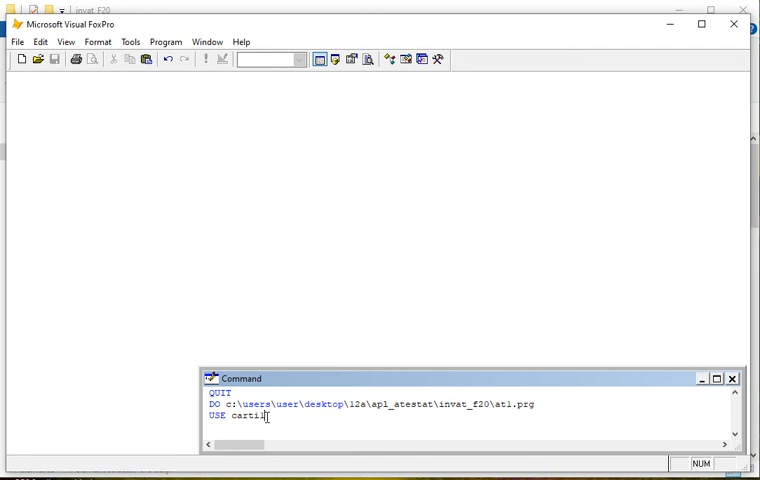 invat_F20
Microsoft Visual FoxPro
File Edit View Format Tools Program Window Help
Command
QUIT
DO c:\users\user\desktop\12a\apl_atestat\invat_f20\at1.prg
USE cartil
NUM